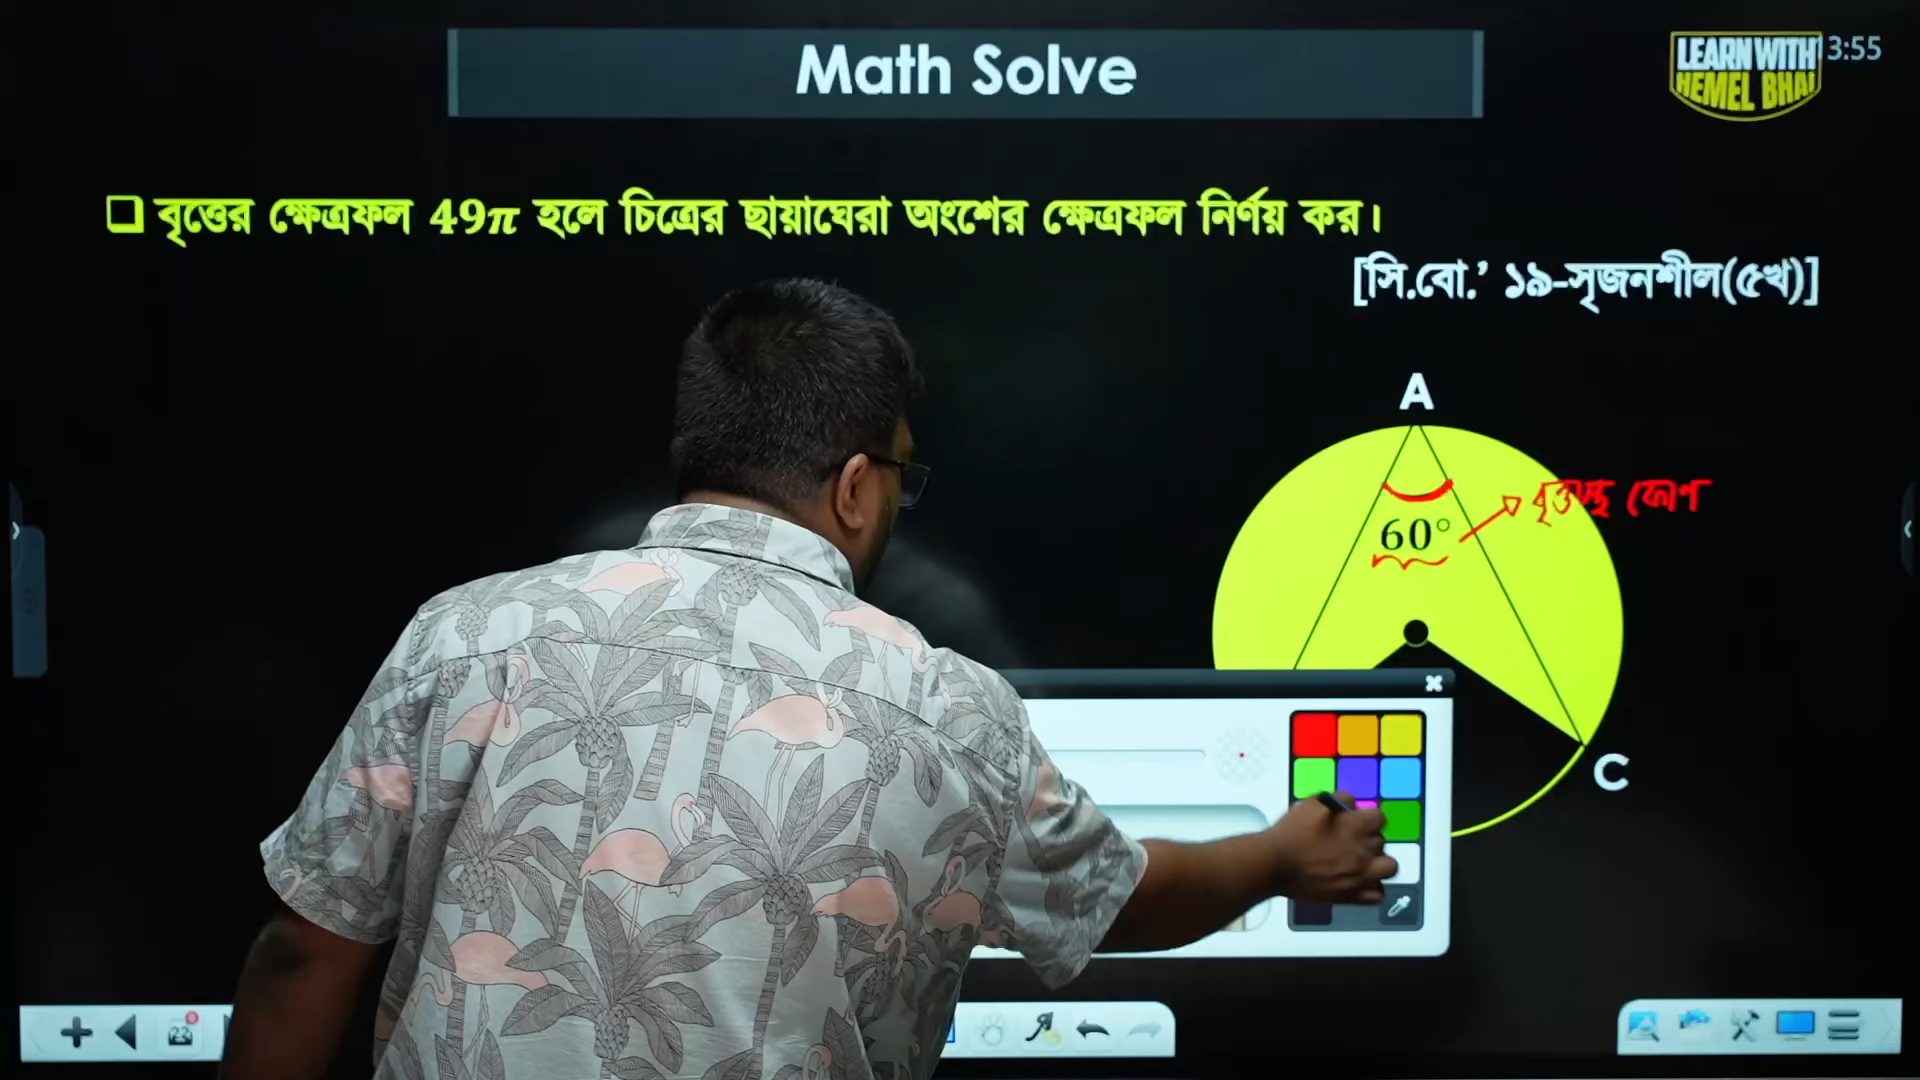 Math Solve
LEARN WITH
HEMEL BHAI
3:55
❑ বৃত্তের ক্ষেত্রফল 49π হলে চিত্রের ছায়াঘেরা অংশের ক্ষেত্রফল নির্ণয় কর।
[সি.বো.’ ১৯-সৃজনশীল(৫খ)]
A
বৃত্তস্থ কোণ
60°
C
22